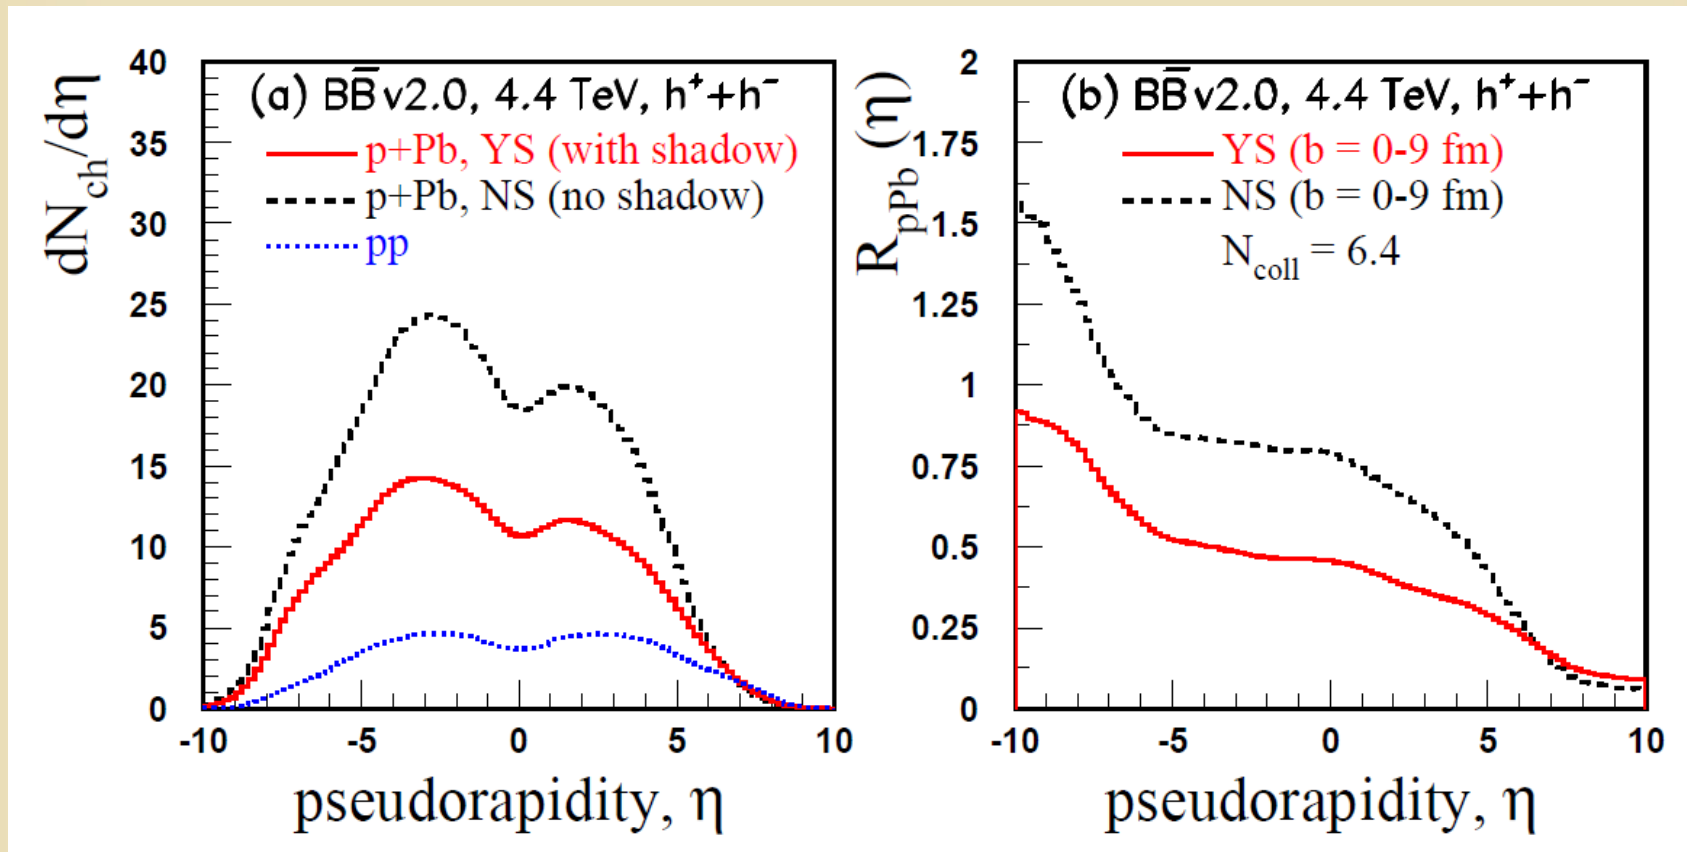 (a) BB̄ v2.0, 4.4 TeV, h⁺+h⁻
p+Pb, YS (with shadow)
p+Pb, NS (no shadow)
pp
dN_ch/dη
40
35
30
25
20
15
10
5
0
-10 -5 0 5 10
pseudorapidity, η
(b) BB̄ v2.0, 4.4 TeV, h⁺+h⁻
YS (b = 0-9 fm)
NS (b = 0-9 fm)
N_coll = 6.4
R_pPb (η)
2
1.75
1.5
1.25
1
0.75
0.5
0.25
0
-10 -5 0 5 10
pseudorapidity, η